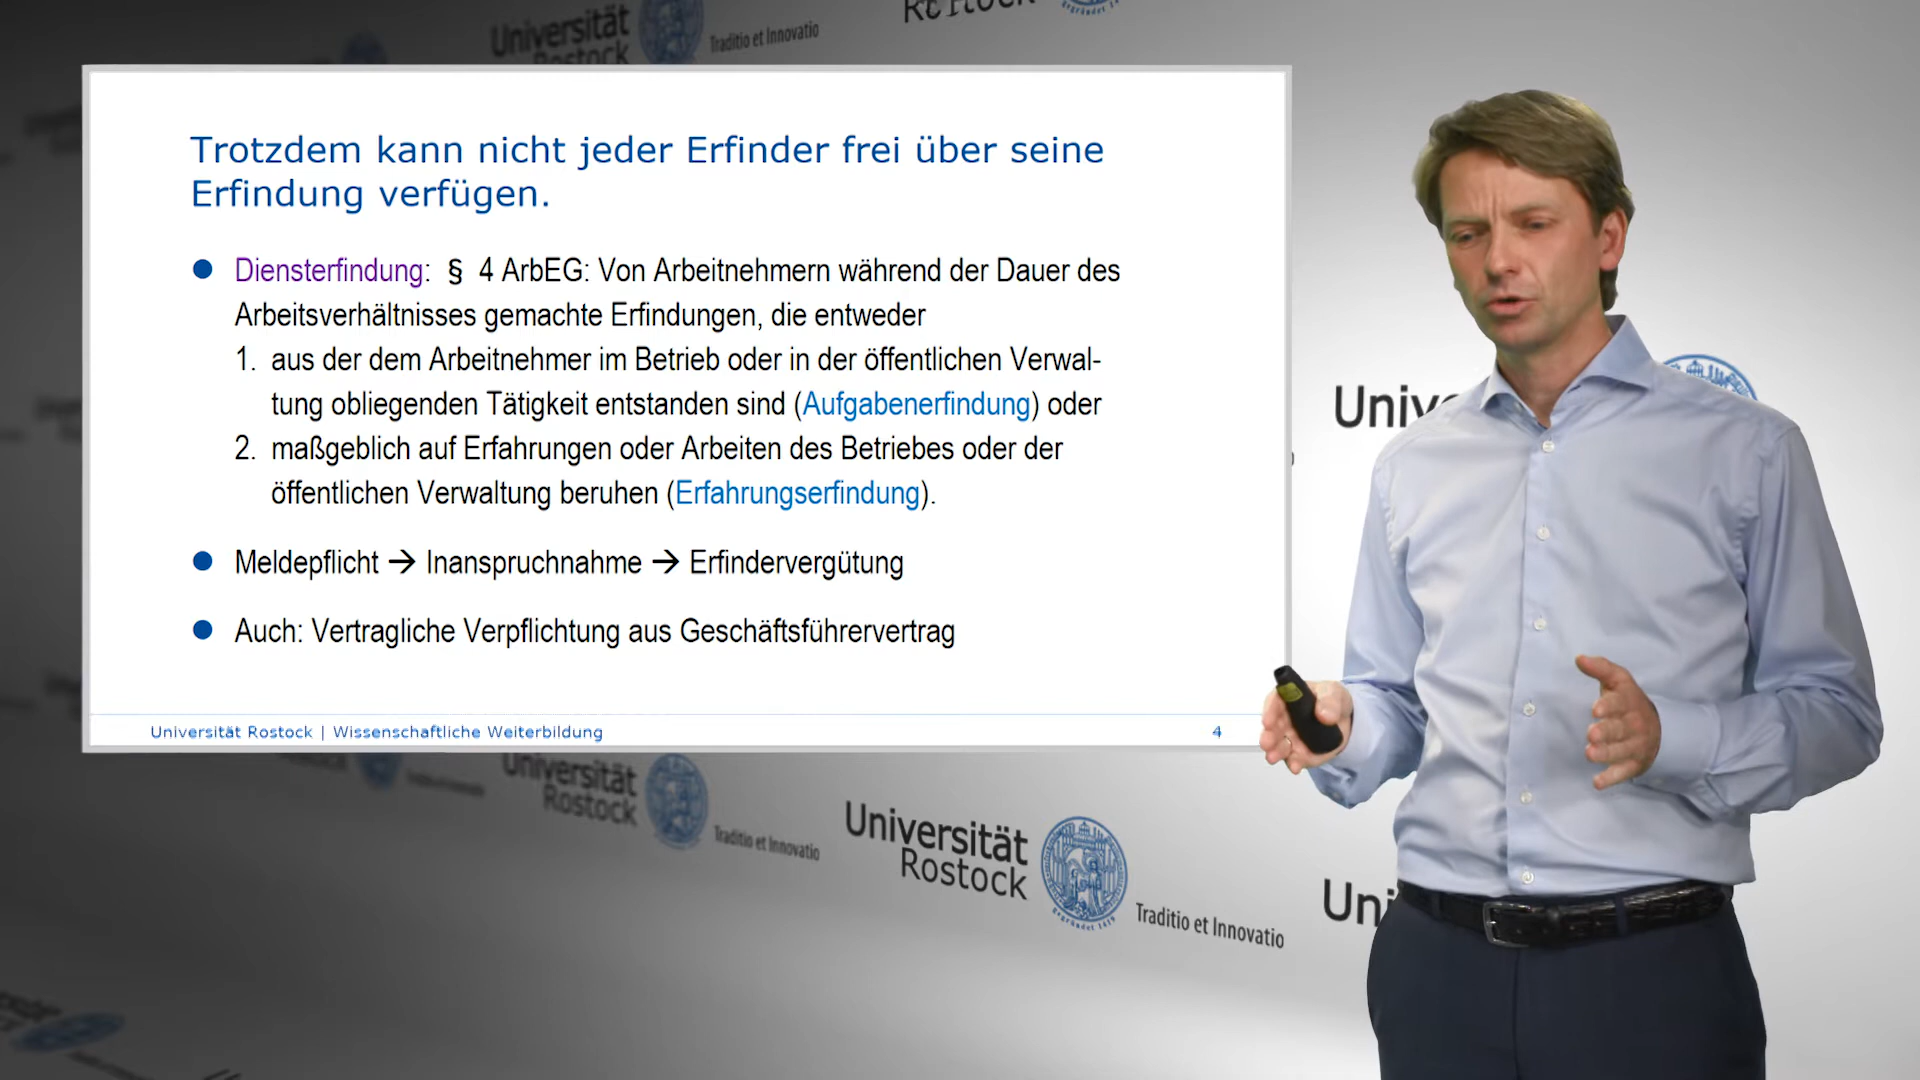 Universität
Rostock
Traditio et Innovatio
Trotzdem kann nicht jeder Erfinder frei über seine
Erfindung verfügen.
Diensterfindung: § 4 ArbEG: Von Arbeitnehmern während der Dauer des
Arbeitsverhältnisses gemachte Erfindungen, die entweder
1. aus der dem Arbeitnehmer im Betrieb oder in der öffentlichen Verwal-
tung obliegenden Tätigkeit entstanden sind (Aufgabenerfindung) oder
2. maßgeblich auf Erfahrungen oder Arbeiten des Betriebes oder der
öffentlichen Verwaltung beruhen (Erfahrungserfindung).
Meldepflicht → Inanspruchnahme → Erfindervergütung
Auch: Vertragliche Verpflichtung aus Geschäftsführervertrag
Universität Rostock | Wissenschaftliche Weiterbildung
4
Univ
Universität
Rostock
Traditio et Innovatio
Universität
Rostock
Traditio et Innovatio
Uni